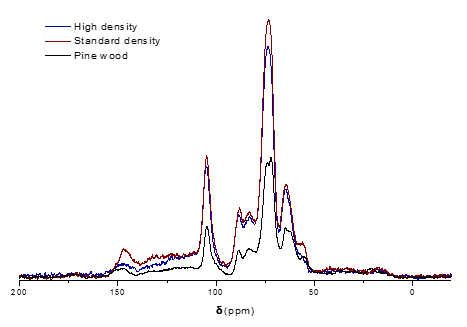 High density
Standard density
Pine wood
200
150
100
50
0
δ(ppm)